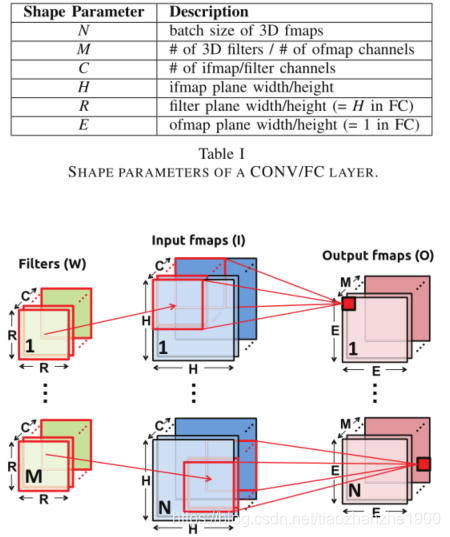 Shape Parameter Description
N batch size of 3D fmaps
M # of 3D filters / # of ofmap channels
C # of ifmap/filter channels
H ifmap plane width/height
R filter plane width/height (= H in FC)
E ofmap plane width/height (= 1 in FC)
Table I
SHAPE PARAMETERS OF A CONV/FC LAYER.
Filters (W) Input fmaps (I) Output fmaps (O)
C C M
R 1 H 1 E 1
R H E
C C M
R M H N E N
R H E
https://blog.csdn.net/tiaozhanzhe1900